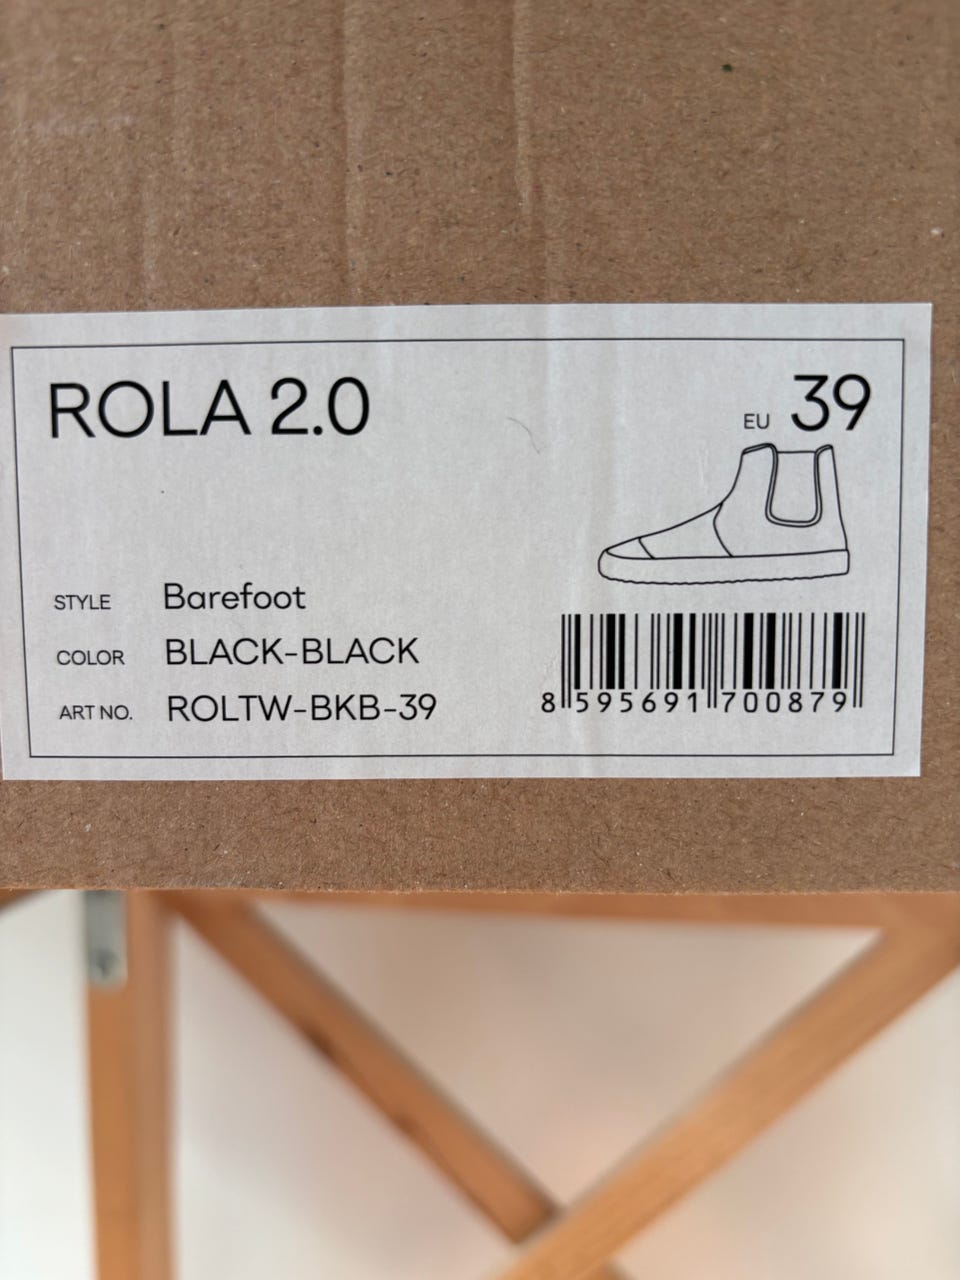 ROLA 2.0
EU 39
STYLE Barefoot
COLOR BLACK-BLACK
ART NO. ROLTW-BKB-39
8 595691 700879